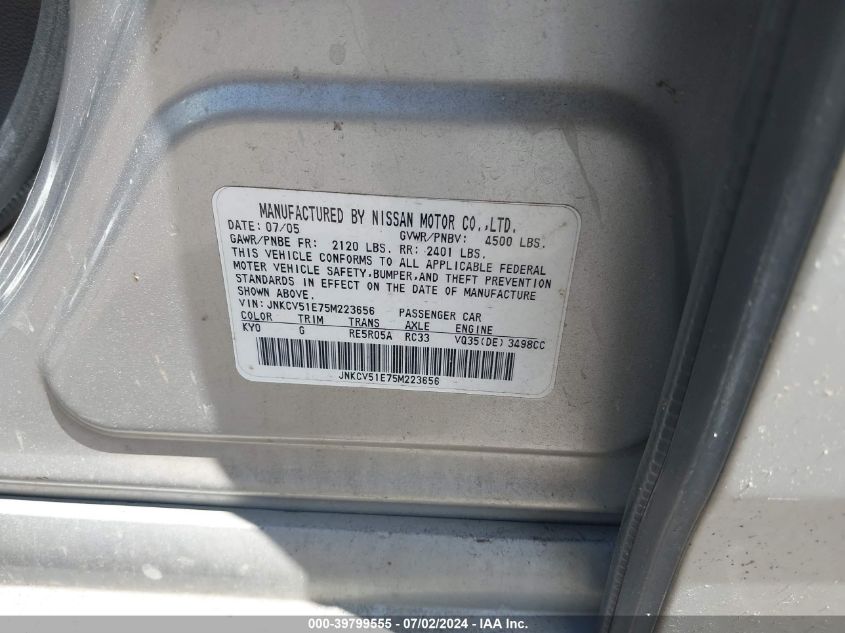 MANUFACTURED BY NISSAN MOTOR CO.,LTD.
DATE: 07/05 GVWR/PNBV: 4500 LBS.
GAWR/PNBE FR: 2120 LBS. RR: 2401 LBS.
THIS VEHICLE CONFORMS TO ALL APPLICABLE FEDERAL
MOTOR VEHICLE SAFETY,BUMPER,AND THEFT PREVENTION
STANDARDS IN EFFECT ON THE DATE OF MANUFACTURE
SHOWN ABOVE.
VIN: JNKCV51E75M223656 PASSENGER CAR
COLOR TRIM TRANS AXLE ENGINE
KY0 G RE5R05A RC33 VQ35(DE) 3498CC
JNKCV51E75M223656
000-39799555 - 07/02/2024 - IAA Inc.